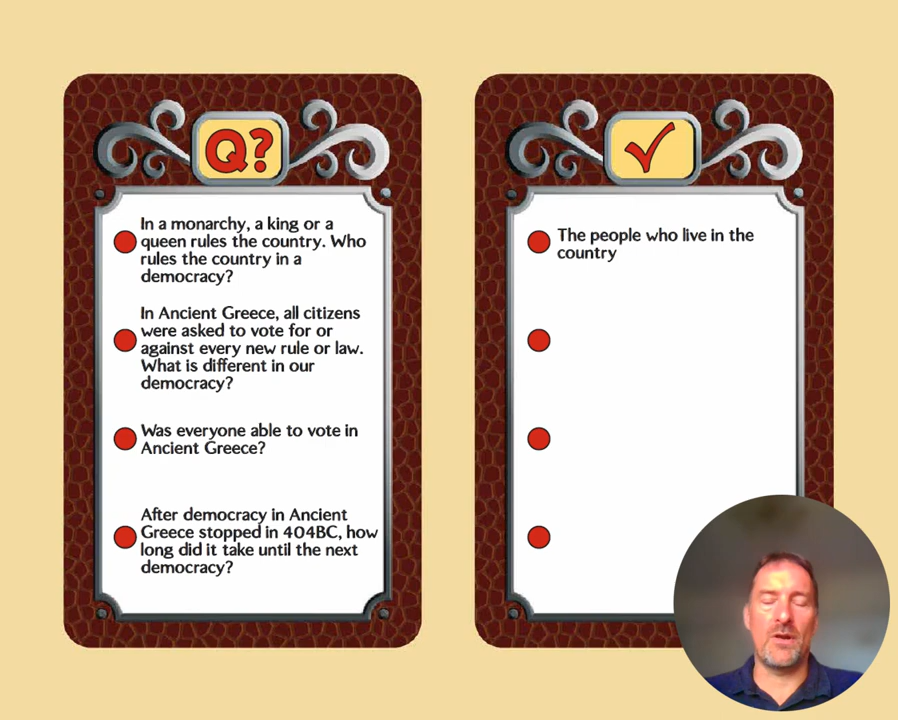 Q?
In a monarchy, a king or a
queen rules the country. Who
rules the country in a
democracy?
In Ancient Greece, all citizens
were asked to vote for or
against every new rule or law.
What is different in our
democracy?
Was everyone able to vote in
Ancient Greece?
After democracy in Ancient
Greece stopped in 404BC, how
long did it take until the next
democracy?
The people who live in the
country